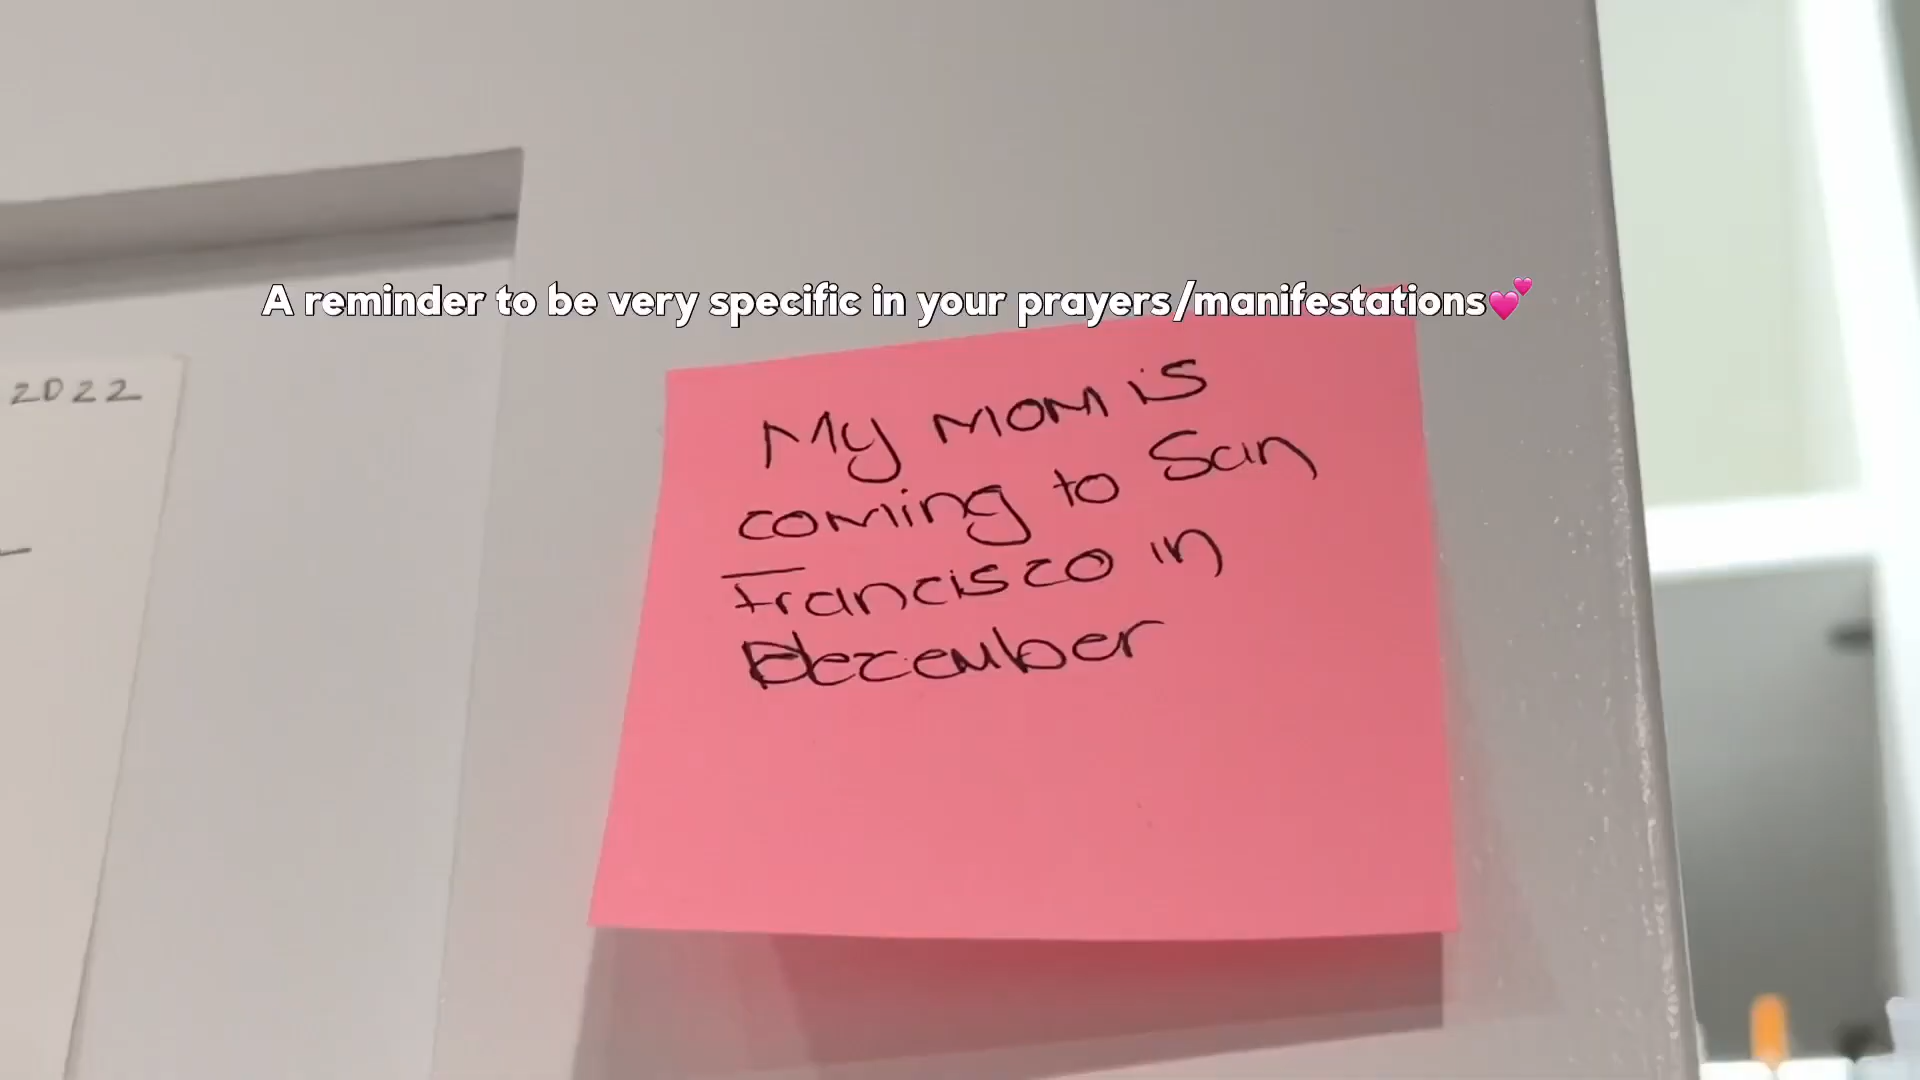 A reminder to be very specific in your prayers/manifestations💕
2022
My mom is
coming to San
Francisco in
December